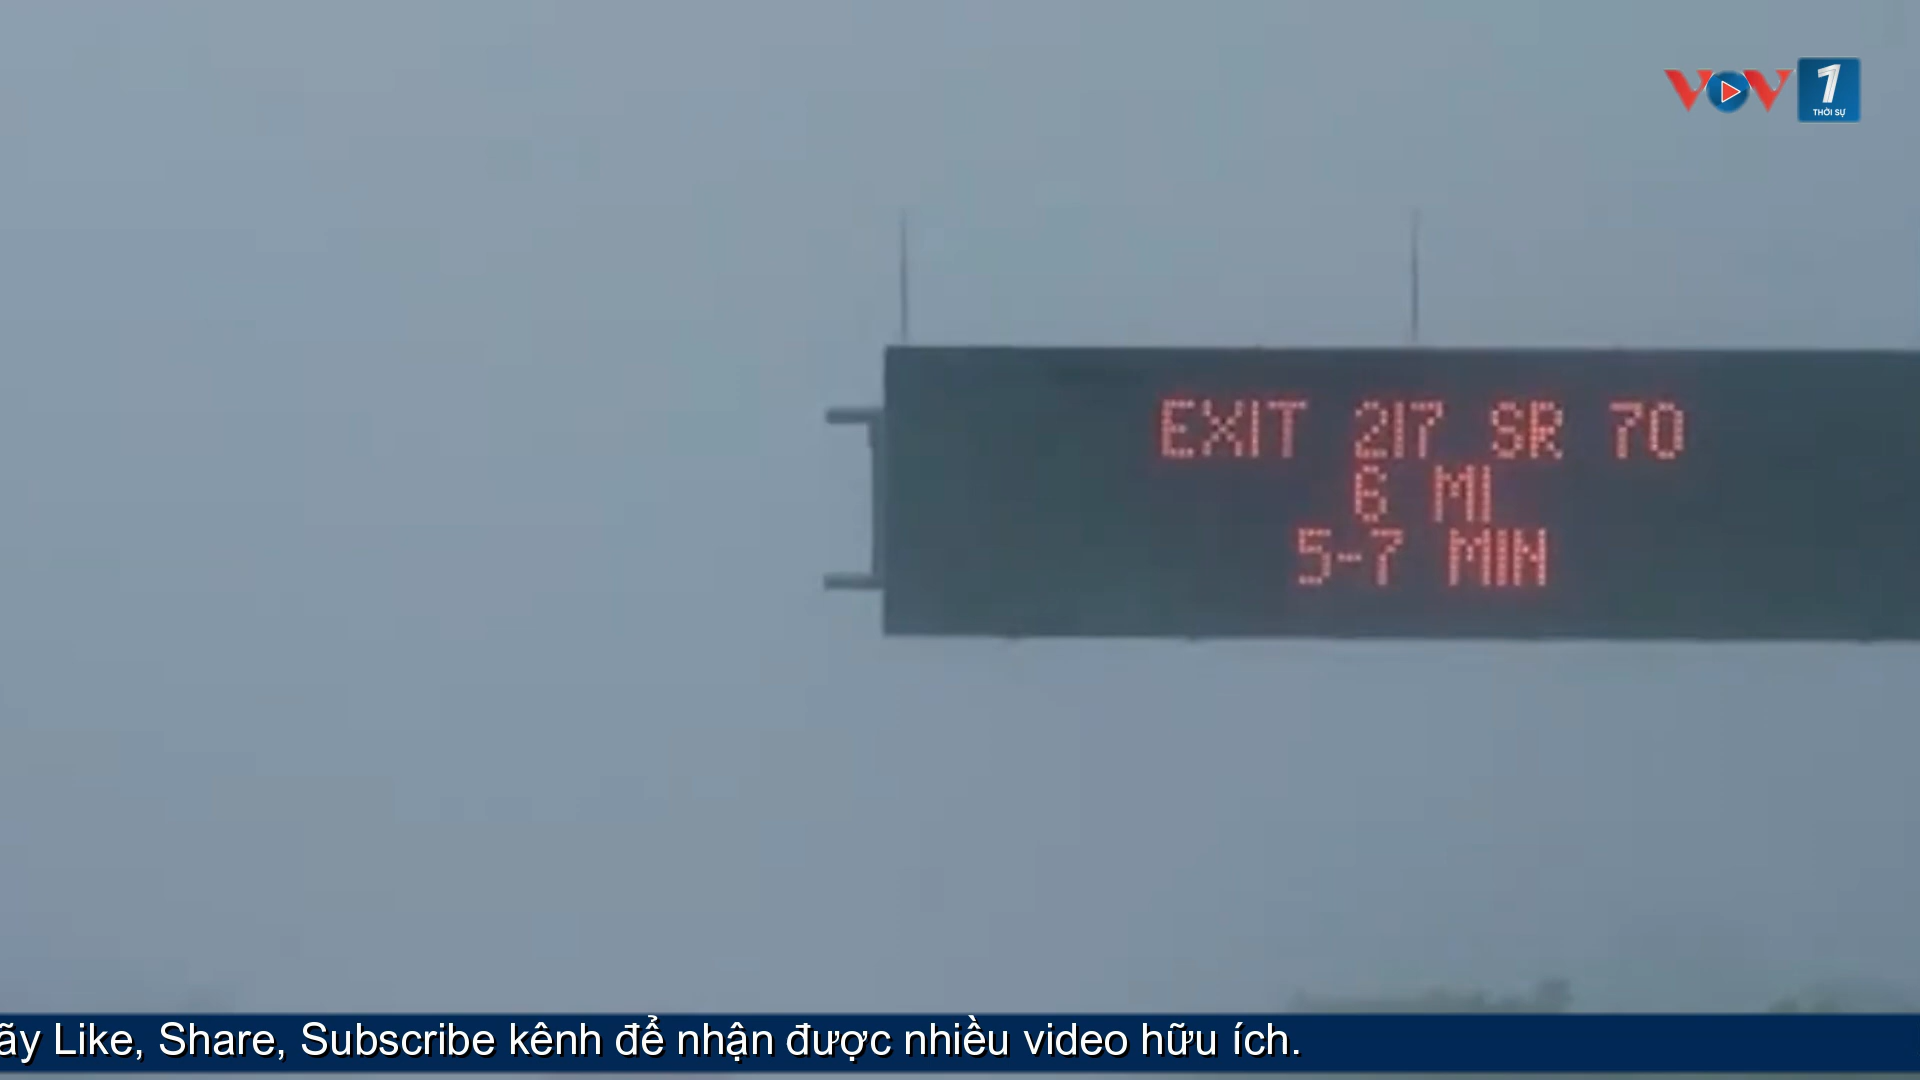 VOV 1
THỜI SỰ
EXIT 217 SR 70
6 MI
5-7 MIN
ãy Like, Share, Subscribe kênh để nhận được nhiều video hữu ích.